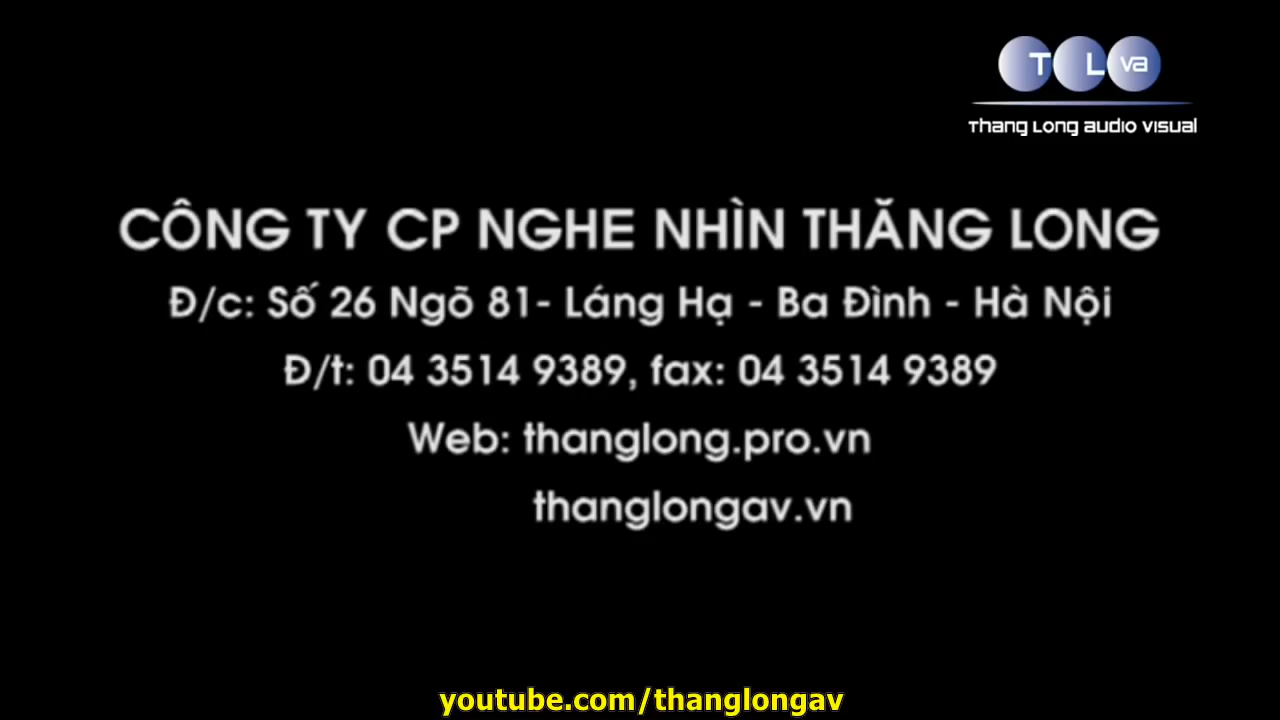 TL va
Thang Long Audio Visual
CÔNG TY CP NGHE NHÌN THĂNG LONG
Đ/c: Số 26 Ngõ 81- Láng Hạ - Ba Đình - Hà Nội
Đ/t: 04 3514 9389, fax: 04 3514 9389
Web: thanglong.pro.vn
thanglongav.vn
youtube.com/thanglongav